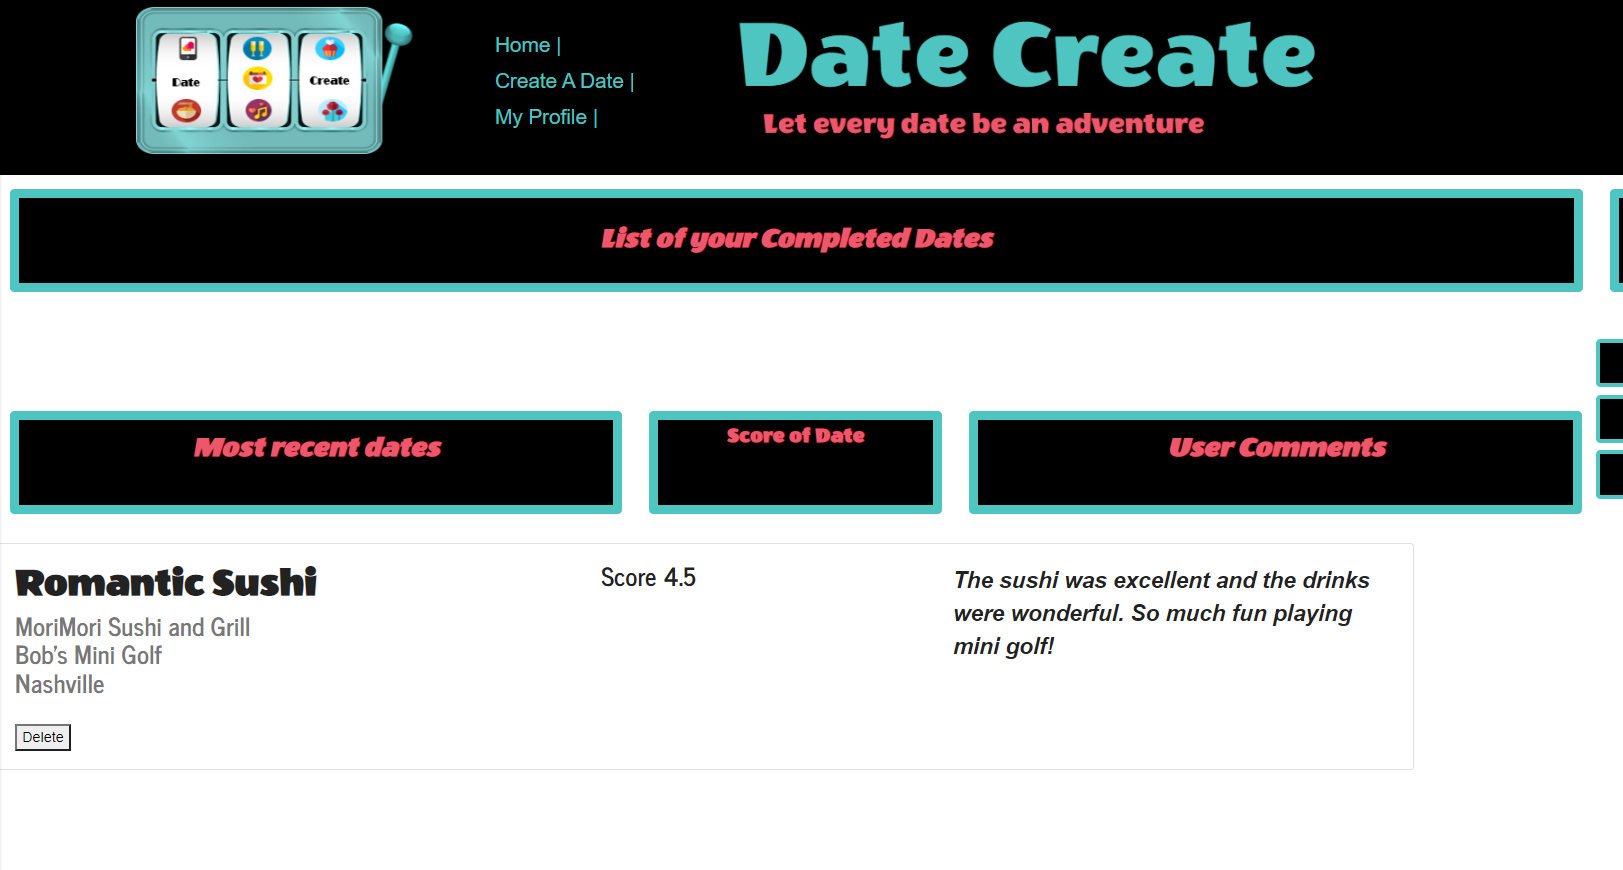 Date
Create
Home |
Create A Date |
My Profile |
Date Create
Let every date be an adventure
List of your Completed Dates
Most recent dates
Score of Date
User Comments
Romantic Sushi
MoriMori Sushi and Grill
Bob's Mini Golf
Nashville
Delete
Score 4.5
The sushi was excellent and the drinks
were wonderful. So much fun playing
mini golf!